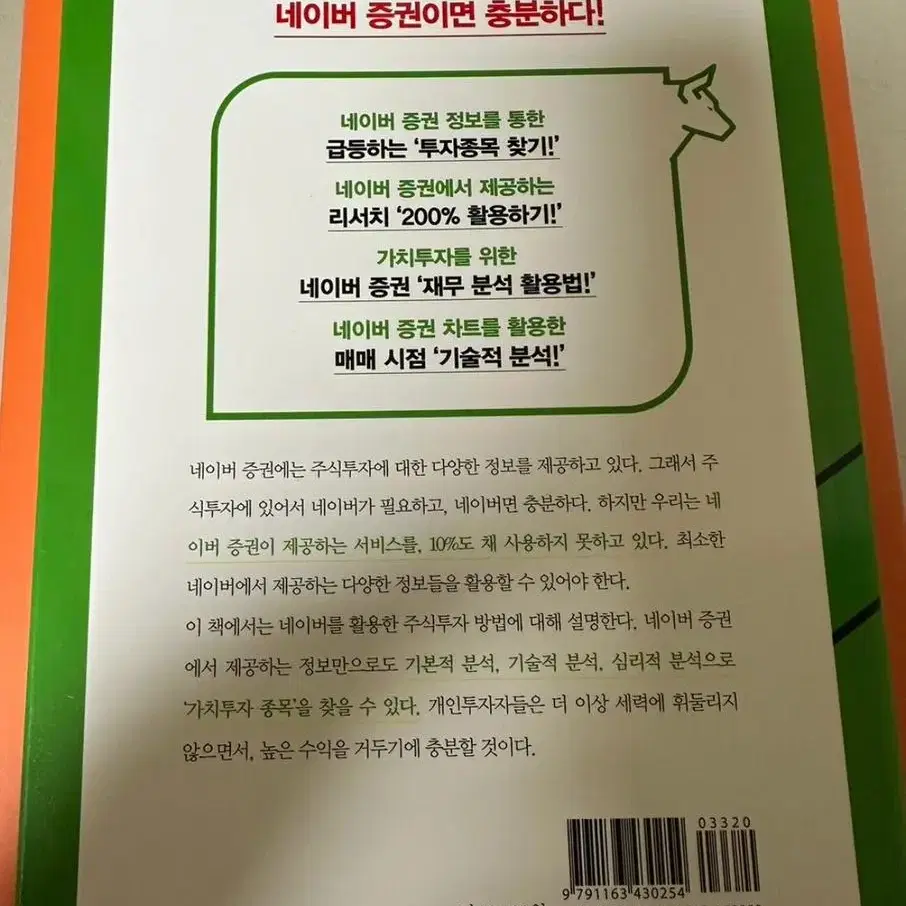 네이버 증권이면 충분하다!
네이버 증권 정보를 통한
급등하는 '투자종목 찾기!'
네이버 증권에서 제공하는
리서치 '200% 활용하기!'
가치투자를 위한
네이버 증권 '재무 분석 활용법!'
네이버 증권 차트를 활용한
매매 시점 '기술적 분석!'
네이버 증권에는 주식투자에 대한 다양한 정보를 제공하고 있다. 그래서 주
식투자에 있어서 네이버가 필요하고, 네이버면 충분하다. 하지만 우리는 네
이버 증권이 제공하는 서비스를, 10%도 채 사용하지 못하고 있다. 최소한
네이버에서 제공하는 다양한 정보들을 활용할 수 있어야 한다.
이 책에서는 네이버를 활용한 주식투자 방법에 대해 설명한다. 네이버 증권
에서 제공하는 정보만으로도 기본적 분석, 기술적 분석, 심리적 분석으로
'가치투자 종목'을 찾을 수 있다. 개인투자자들은 더 이상 세력에 휘둘리지
않으면서, 높은 수익을 거두기에 충분할 것이다.
03320
9 791163 430254